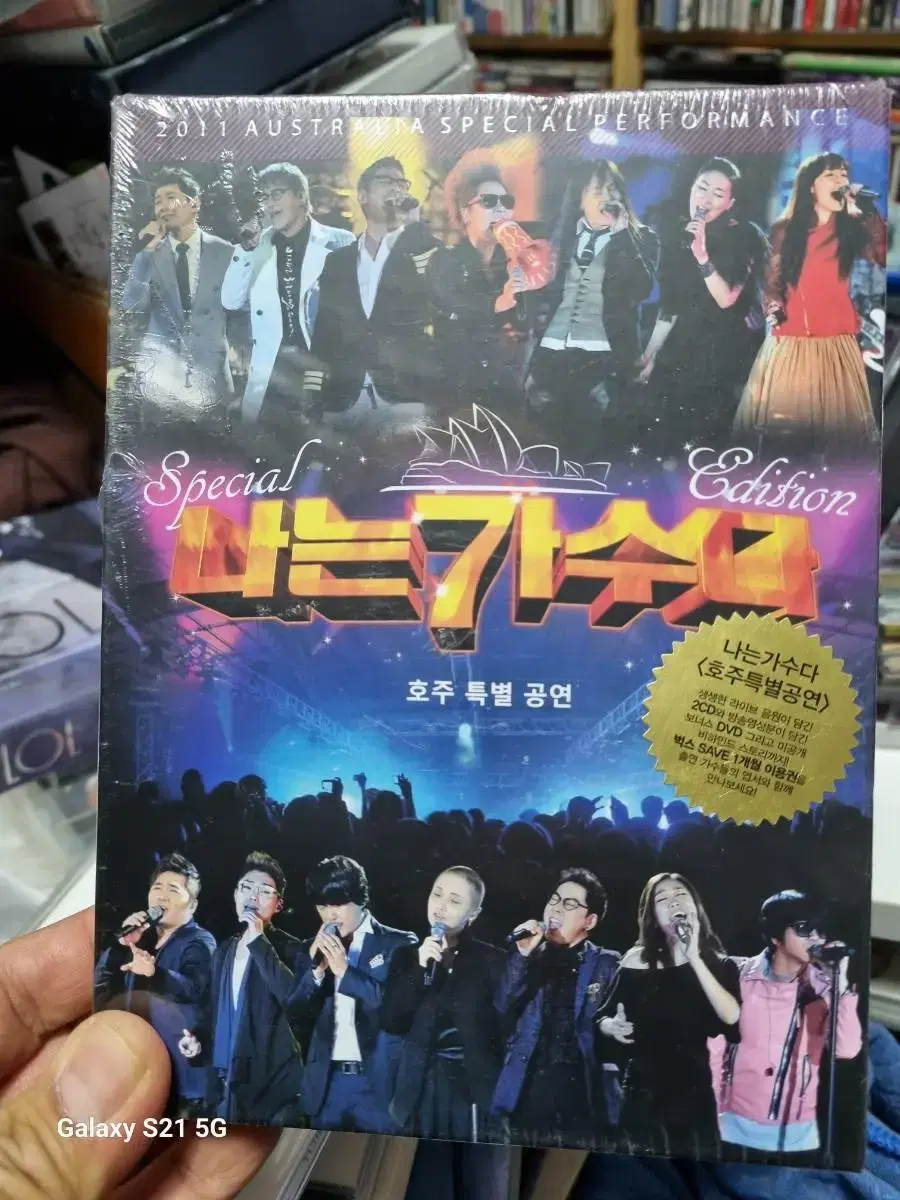 2011 AUSTRALIA SPECIAL PERFORMANCE
Special Edition
나는가수다
호주 특별 공연
나는가수다
〈호주특별공연〉
생생한 라이브 음원이 담긴
2CD와 방송영상분이 담긴
보너스 DVD 그리고 미공개
비하인드 스토리까지!
벅스 SAVE 1개월 이용권을
출연 가수들의 엽서와 함께
만나보세요!
LOL
Galaxy S21 5G